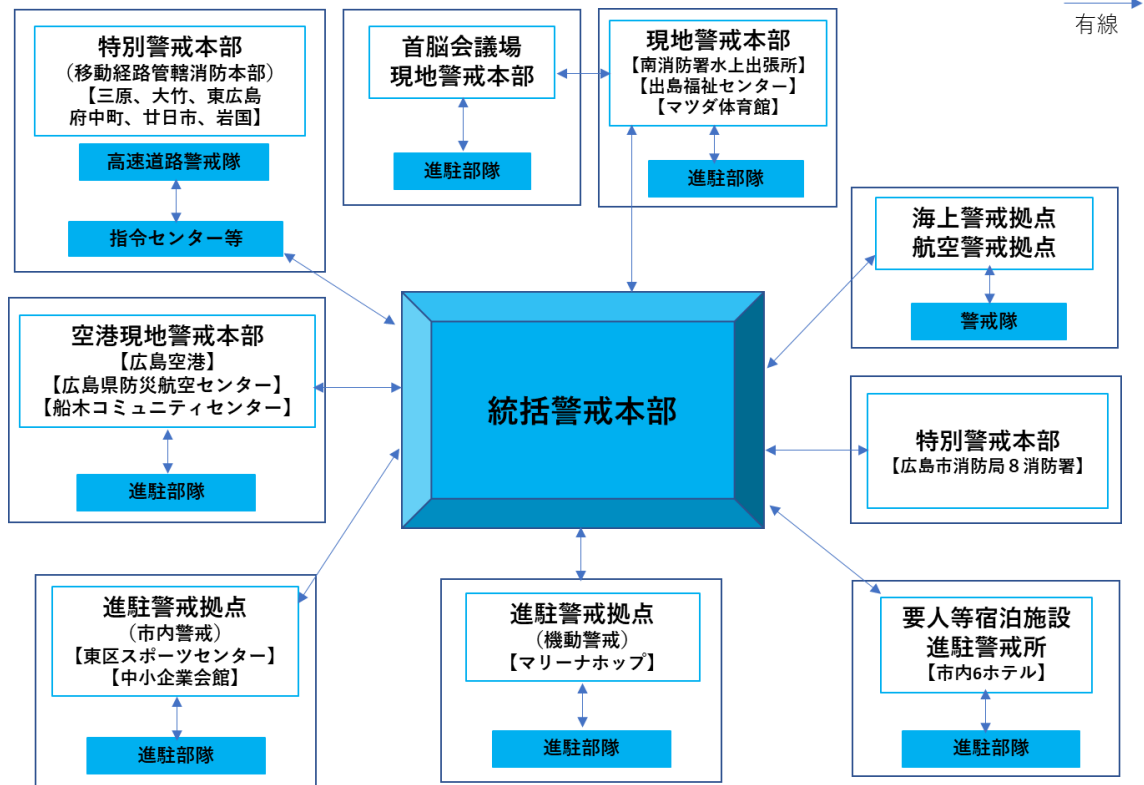 有線
特別警戒本部
（移動経路管轄消防本部）
【三原、大竹、東広島
府中町、廿日市、岩国】
高速道路警戒隊
指令センター等
首脳会議場
現地警戒本部
進駐部隊
現地警戒本部
【南消防署水上出張所】
【出島福祉センター】
【マツダ体育館】
進駐部隊
海上警戒拠点
航空警戒拠点
警戒隊
空港現地警戒本部
【広島空港】
【広島県防災航空センター】
【船木コミュニティセンター】
進駐部隊
統括警戒本部
特別警戒本部
【広島市消防局８消防署】
進駐警戒拠点
（市内警戒）
【東区スポーツセンター】
【中小企業会館】
進駐部隊
進駐警戒拠点
（機動警戒）
【マリーナホップ】
進駐部隊
要人等宿泊施設
進駐警戒所
【市内6ホテル】
進駐部隊